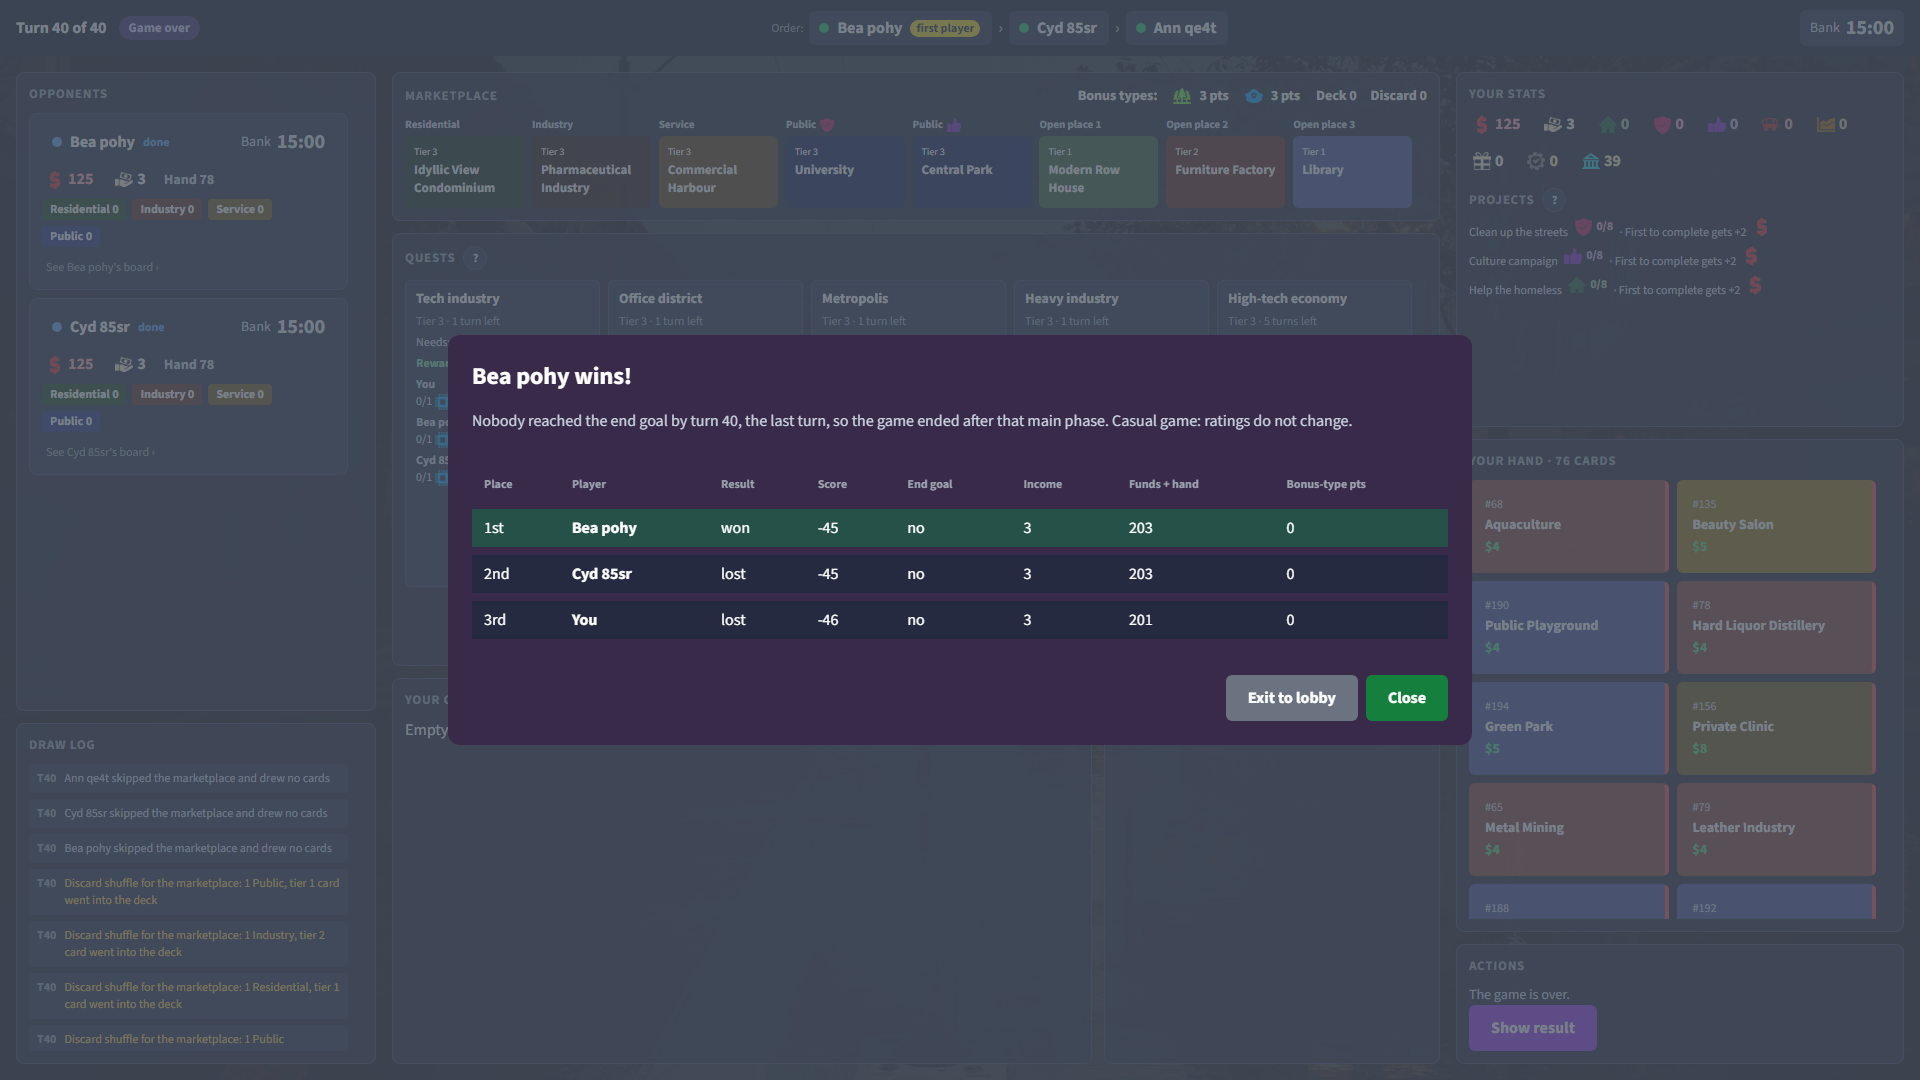 Turn 40 of 40 Game over
Order: Bea pohy first player › Cyd 85sr › Ann qe4t
Bank 15:00
OPPONENTS
Bea pohy done Bank 15:00
125 3 Hand 78
Residential 0 Industry 0 Service 0
Public 0
See Bea pohy's board ›
Cyd 85sr done Bank 15:00
125 3 Hand 78
Residential 0 Industry 0 Service 0
Public 0
See Cyd 85sr's board ›
DRAW LOG
T40 Ann qe4t skipped the marketplace and drew no cards
T40 Cyd 85sr skipped the marketplace and drew no cards
T40 Bea pohy skipped the marketplace and drew no cards
T40 Discard shuffle for the marketplace: 1 Public, tier 1 card
went into the deck
T40 Discard shuffle for the marketplace: 1 Industry, tier 2
card went into the deck
T40 Discard shuffle for the marketplace: 1 Residential, tier 1
card went into the deck
T40 Discard shuffle for the marketplace: 1 Public
MARKETPLACE
Bonus types: 3 pts 3 pts Deck 0 Discard 0
Residential
Tier 3
Idyllic View
Condominium
Industry
Tier 3
Pharmaceutical
Industry
Service
Tier 3
Commercial
Harbour
Public
Tier 3
University
Public
Tier 3
Central Park
Open place 1
Tier 1
Modern Row
House
Open place 2
Tier 2
Furniture Factory
Open place 3
Tier 1
Library
QUESTS ?
Tech industry
Tier 3 · 1 turn left
Needs
Rewar
You
0/1
Bea po
0/1
Cyd 85
0/1
Office district
Tier 3 · 1 turn left
Metropolis
Tier 3 · 1 turn left
Heavy industry
Tier 3 · 1 turn left
High-tech economy
Tier 3 · 5 turns left
YOUR C
Empty
Bea pohy wins!
Nobody reached the end goal by turn 40, the last turn, so the game ended after that main phase. Casual game: ratings do not change.
Place Player Result Score End goal Income Funds + hand Bonus-type pts
1st Bea pohy won -45 no 3 203 0
2nd Cyd 85sr lost -45 no 3 203 0
3rd You lost -46 no 3 201 0
Exit to lobby Close
YOUR STATS
125 3 0 0 0 0 0
0 0 39
PROJECTS ?
Clean up the streets 0/8 · First to complete gets +2
Culture campaign 0/8 · First to complete gets +2
Help the homeless 0/8 · First to complete gets +2
YOUR HAND - 76 CARDS
#68
Aquaculture
$4
#135
Beauty Salon
$5
#190
Public Playground
$4
#78
Hard Liquor Distillery
$4
#194
Green Park
$5
#156
Private Clinic
$8
#65
Metal Mining
$4
#79
Leather Industry
$4
#188
#192
ACTIONS
The game is over.
Show result